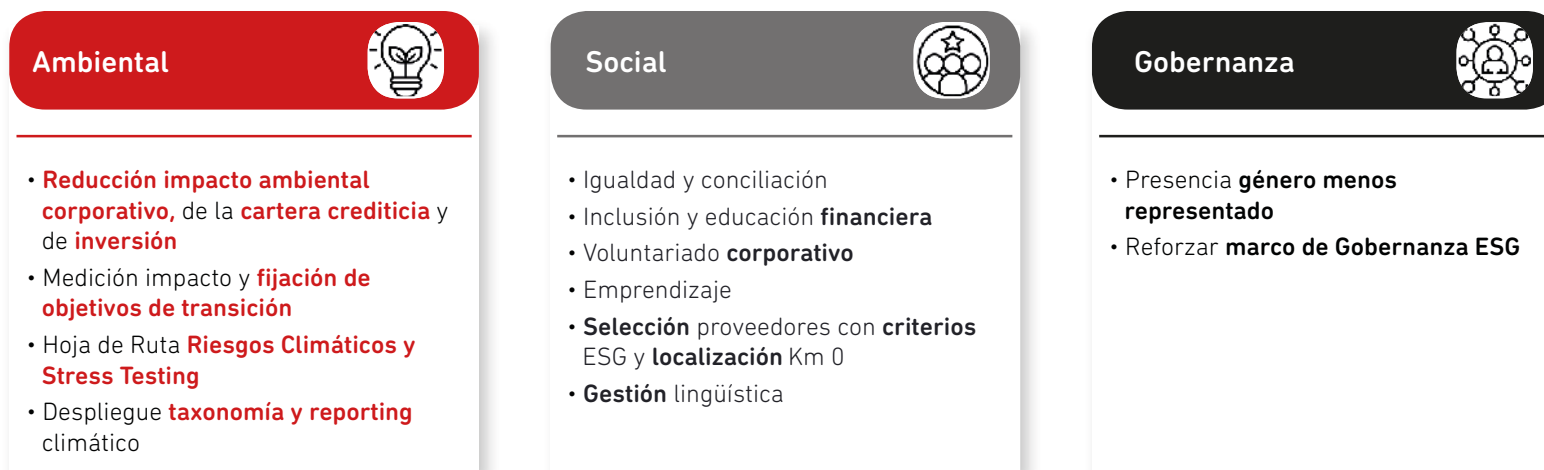 Ambiental
• Reducción impacto ambiental
corporativo, de la cartera crediticia y
de inversión
• Medición impacto y fijación de
objetivos de transición
• Hoja de Ruta Riesgos Climáticos y
Stress Testing
• Despliegue taxonomía y reporting
climático
Social
• Igualdad y conciliación
• Inclusión y educación financiera
• Voluntariado corporativo
• Emprendizaje
• Selección proveedores con criterios
ESG y localización Km 0
• Gestión lingüística
Gobernanza
• Presencia género menos
representado
• Reforzar marco de Gobernanza ESG